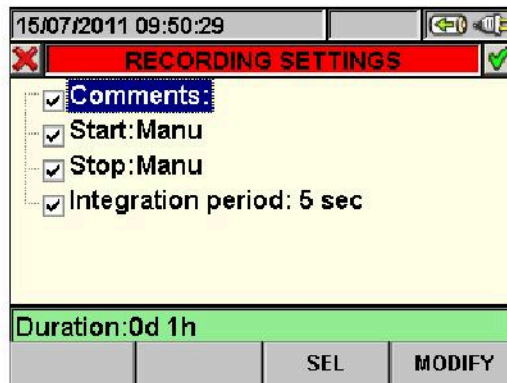 15/07/2011 09:50:29
RECORDING SETTINGS
Comments:
Start:Manu
Stop:Manu
Integration period: 5 sec
Duration:0d 1h
SEL MODIFY